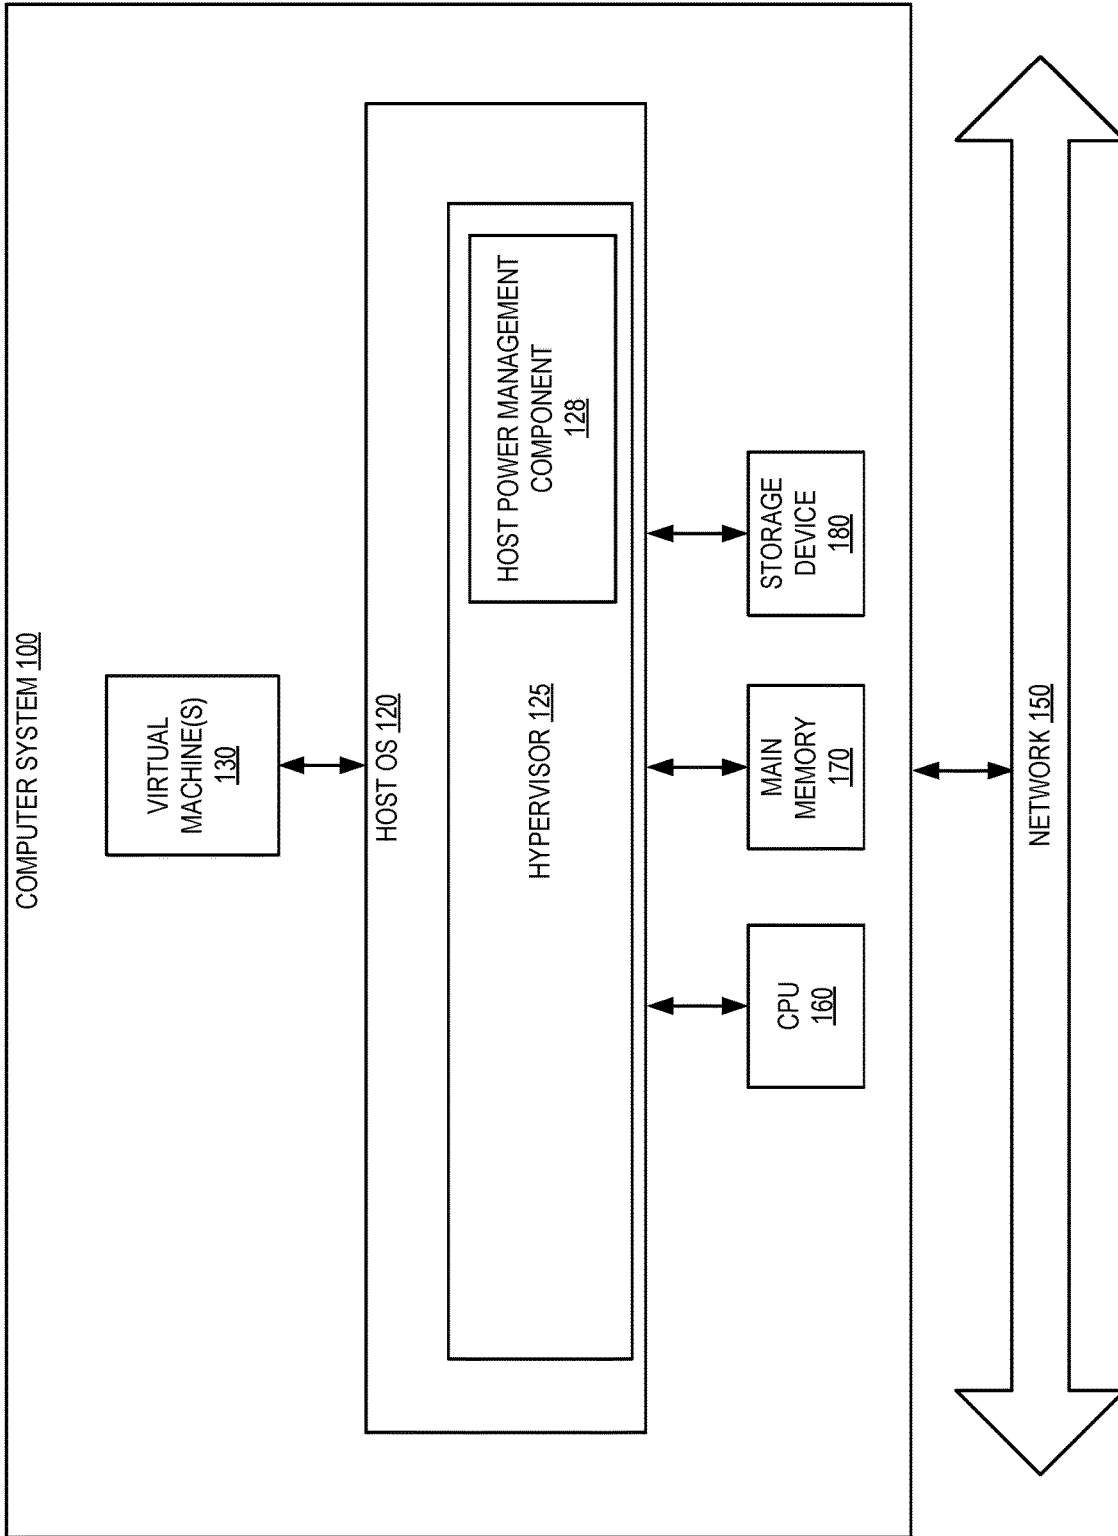 COMPUTER SYSTEM 100
VIRTUAL
MACHINE(S)
130
HOST OS 120
HYPERVISOR 125
HOST POWER MANAGEMENT
COMPONENT
128
CPU
160
MAIN
MEMORY
170
STORAGE
DEVICE
180
NETWORK 150